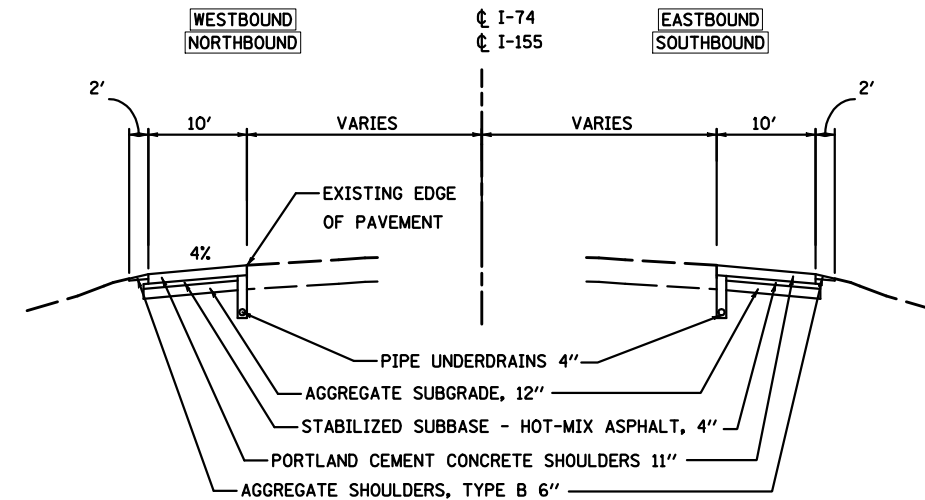 WESTBOUND
NORTHBOUND
℄ I-74
℄ I-155
EASTBOUND
SOUTHBOUND
2'
2'
10'
VARIES
VARIES
10'
EXISTING EDGE
OF PAVEMENT
4%
PIPE UNDERDRAINS 4"
AGGREGATE SUBGRADE, 12"
STABILIZED SUBBASE - HOT-MIX ASPHALT, 4"
PORTLAND CEMENT CONCRETE SHOULDERS 11"
AGGREGATE SHOULDERS, TYPE B 6"